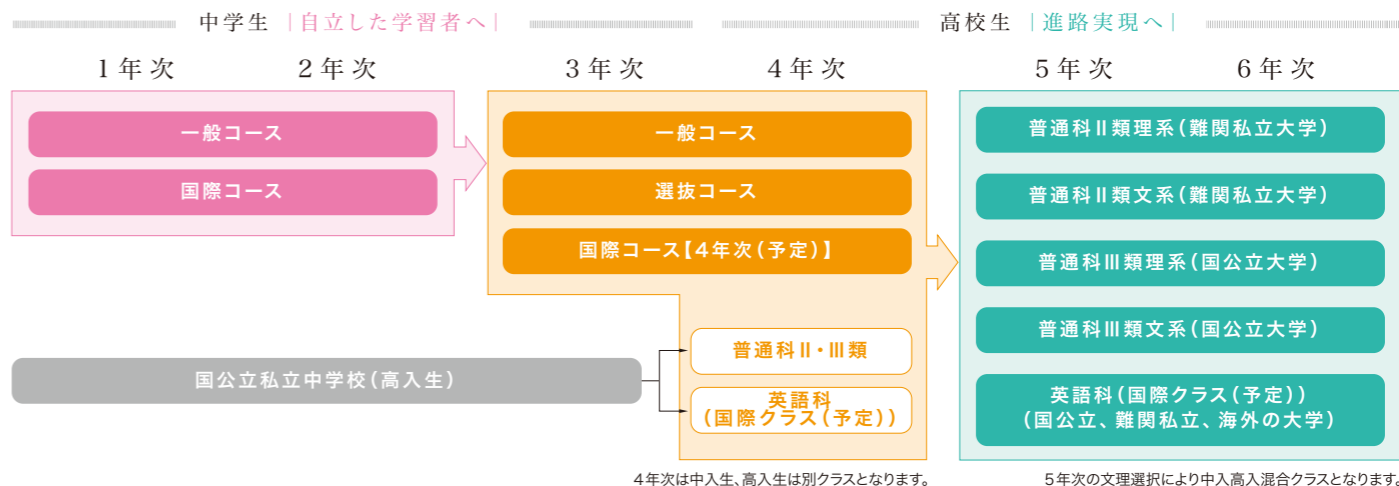 中学生 |自立した学習者へ|
高校生 |進路実現へ|
1年次
2年次
3年次
4年次
5年次
6年次
一般コース
国際コース
一般コース
選抜コース
国際コース【4年次(予定)】
国公立私立中学校(高入生)
普通科Ⅱ・Ⅲ類
英語科
(国際クラス(予定))
4年次は中入生、高入生は別クラスとなります。
普通科Ⅱ類理系(難関私立大学)
普通科Ⅱ類文系(難関私立大学)
普通科Ⅲ類理系(国公立大学)
普通科Ⅲ類文系(国公立大学)
英語科(国際クラス(予定))
(国公立、難関私立、海外の大学)
5年次の文理選択により中入高入混合クラスとなります。